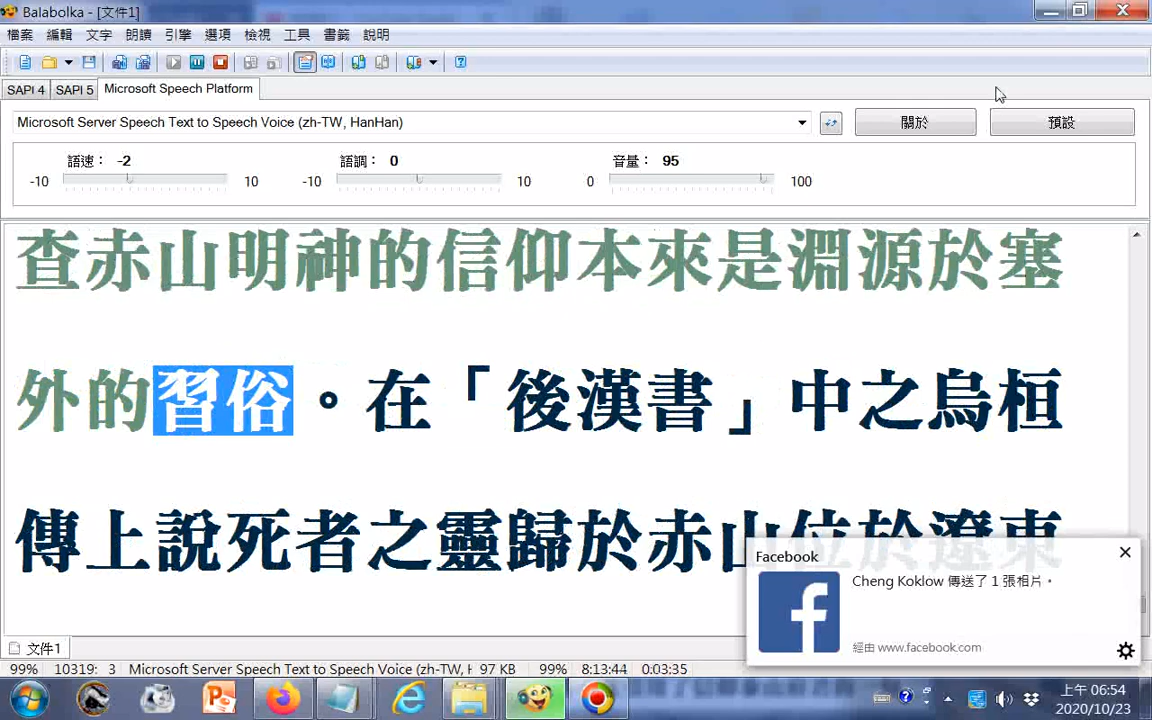 Balabolka - [文件1]
檔案 編輯 文字 朗讀 引擎 選項 檢視 工具 書籤 說明
SAPI 4 SAPI 5 Microsoft Speech Platform
Microsoft Server Speech Text to Speech Voice (zh-TW, HanHan) 關於 預設
語速： -2 語調： 0 音量： 95
-10 10 -10 10 0 100
查赤山明神的信仰本來是淵源於塞
外的習俗。在「後漢書」中之烏桓
傳上說死者之靈歸於赤山位於遼東
Facebook
Cheng Koklow 傳送了 1 張相片。
經由 www.facebook.com
文件1
99% 10319: 3 Microsoft Server Speech Text to Speech Voice (zh-TW, H 97 KB 99% 8:13:44 0:03:35
上午 06:54
2020/10/23